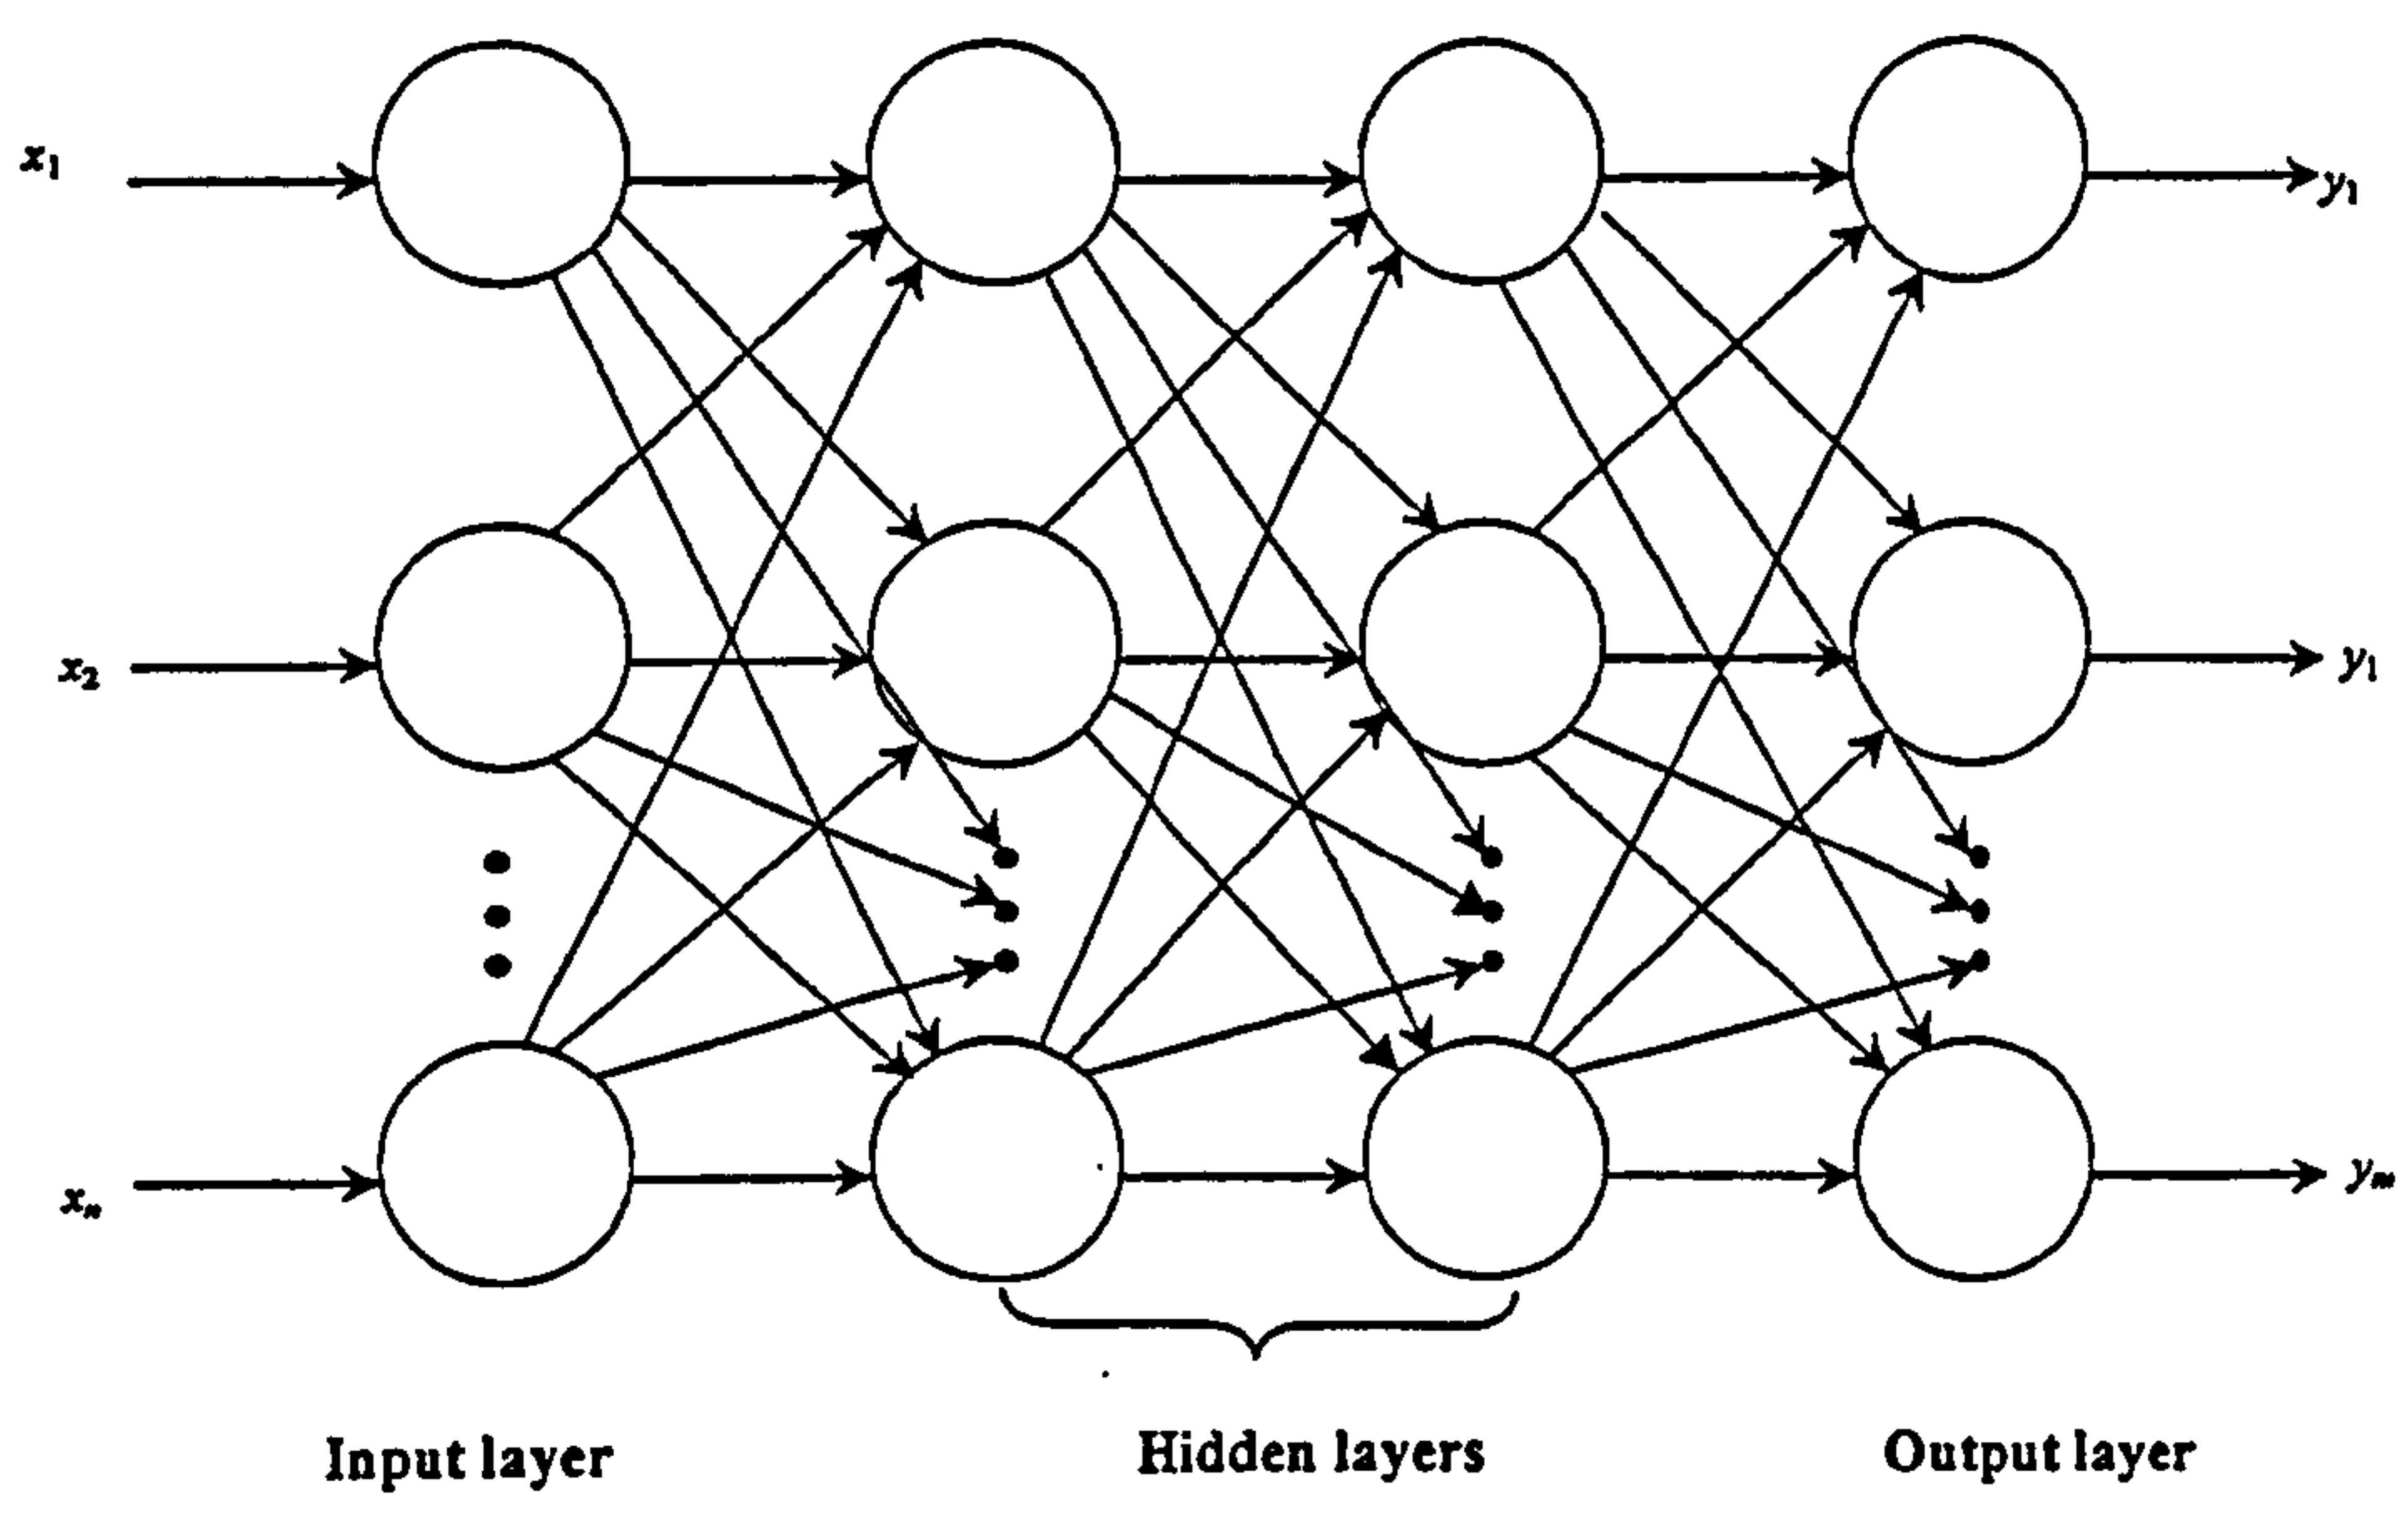 x₁
y₁
x₂
y₁
xₙ
yₘ
Input layer Hidden layers Output layer